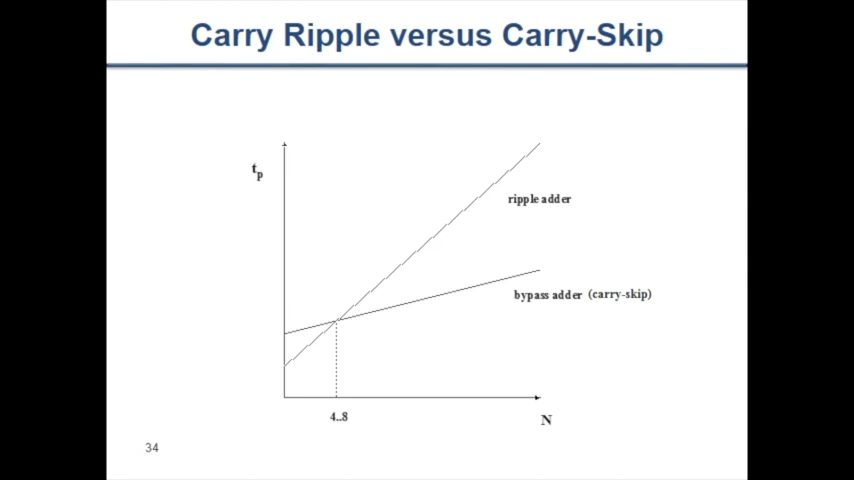 Carry Ripple versus Carry-Skip
tp
ripple adder
bypass adder (carry-skip)
4..8
N
34